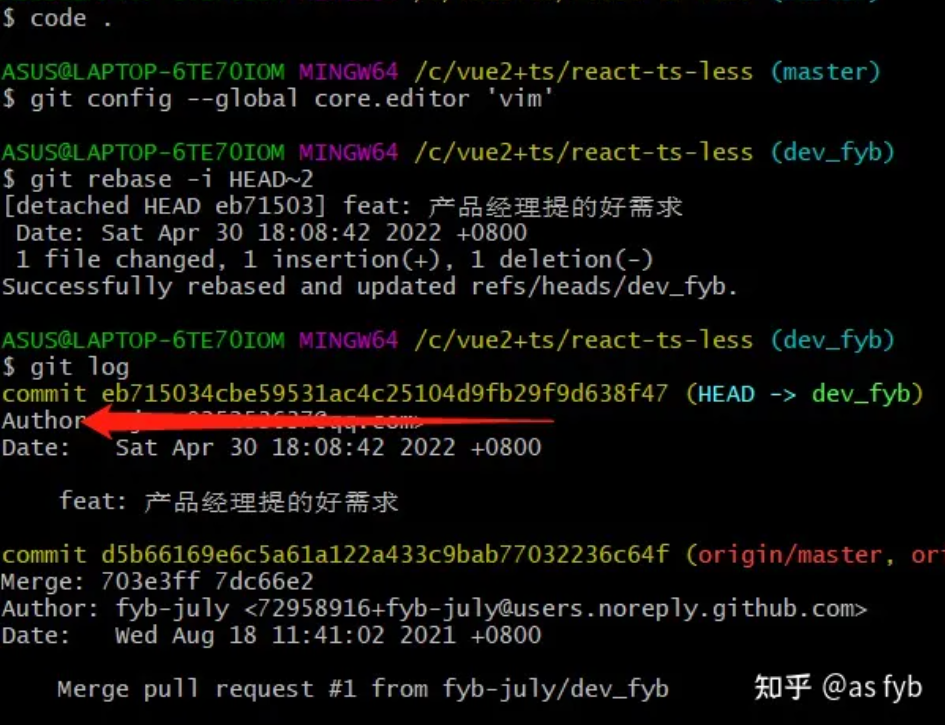 $ code .
ASUS@LAPTOP-6TE70IOM MINGW64 /c/vue2+ts/react-ts-less (master)
$ git config --global core.editor 'vim'
ASUS@LAPTOP-6TE70IOM MINGW64 /c/vue2+ts/react-ts-less (dev_fyb)
$ git rebase -i HEAD~2
[detached HEAD eb71503] feat: 产品经理提的好需求
Date: Sat Apr 30 18:08:42 2022 +0800
1 file changed, 1 insertion(+), 1 deletion(-)
Successfully rebased and updated refs/heads/dev_fyb.
ASUS@LAPTOP-6TE70IOM MINGW64 /c/vue2+ts/react-ts-less (dev_fyb)
$ git log
commit eb715034cbe59531ac4c25104d9fb29f9d638f47 (HEAD -> dev_fyb)
Author
Date: Sat Apr 30 18:08:42 2022 +0800
feat: 产品经理提的好需求
commit d5b66169e6c5a61a122a433c9bab77032236c64f (origin/master, or
Merge: 703e3ff 7dc66e2
Author: fyb-july <72958916+fyb-july@users.noreply.github.com>
Date: Wed Aug 18 11:41:02 2021 +0800
Merge pull request #1 from fyb-july/dev_fyb
知乎 @as fyb